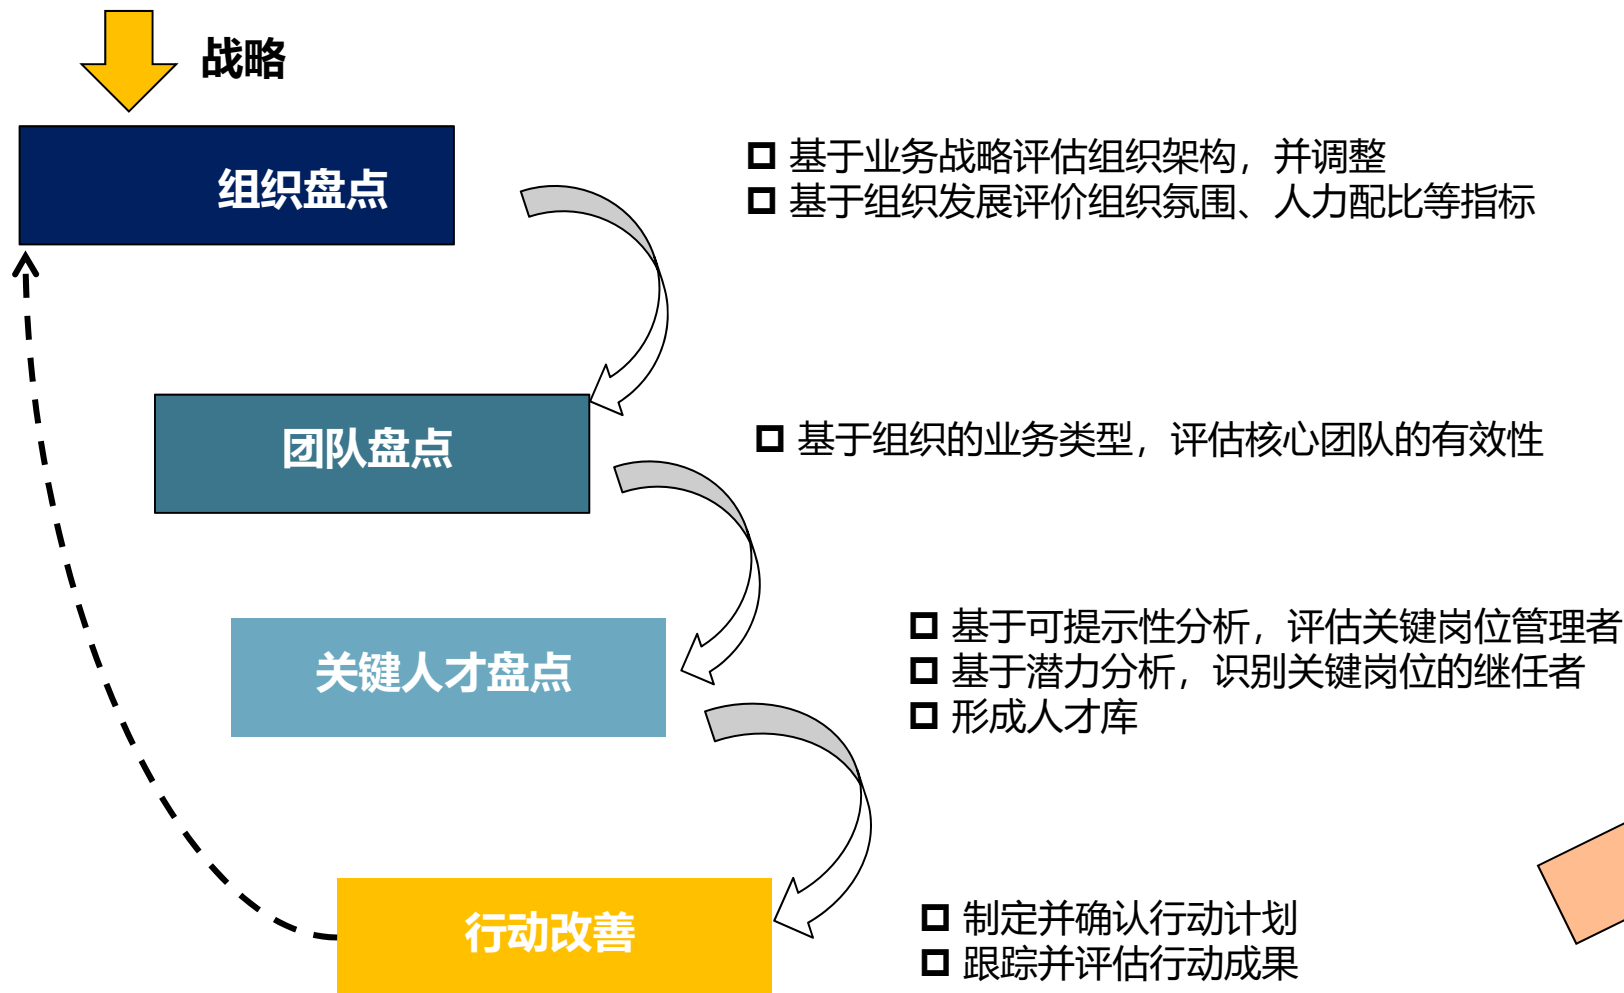 战略
组织盘点
基于业务战略评估组织架构，并调整
基于组织发展评价组织氛围、人力配比等指标
团队盘点
基于组织的业务类型，评估核心团队的有效性
关键人才盘点
基于可提示性分析，评估关键岗位管理者
基于潜力分析，识别关键岗位的继任者
形成人才库
行动改善
制定并确认行动计划
跟踪并评估行动成果